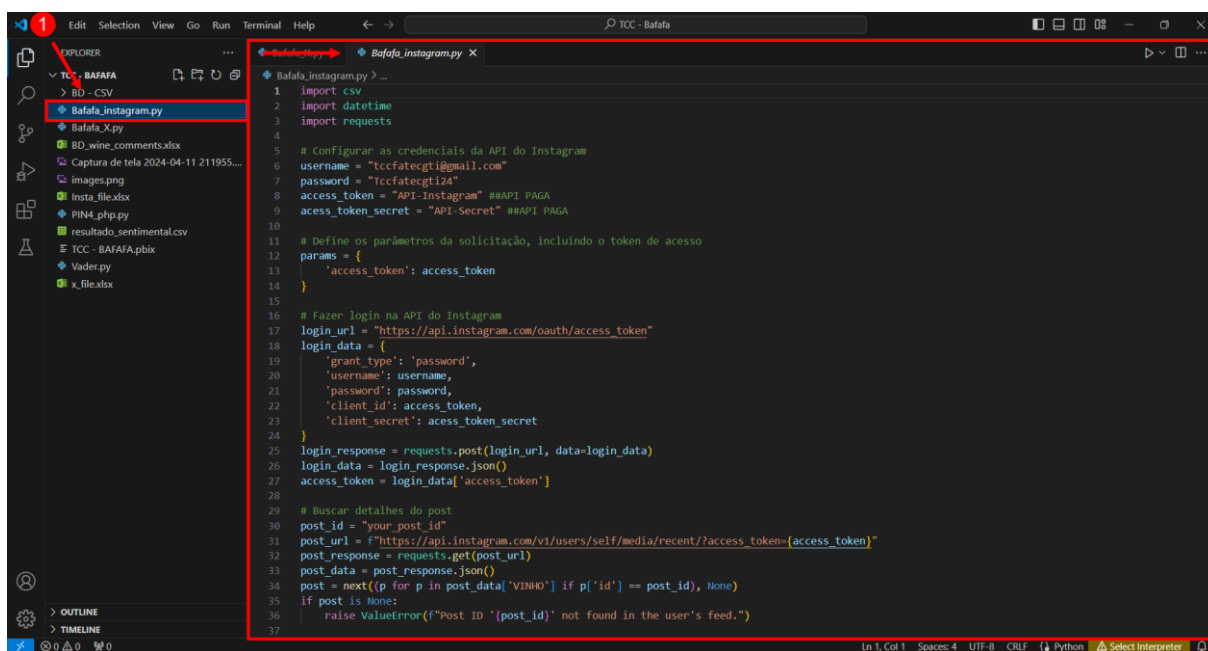 1
Edit Selection View Go Run Terminal Help
TCC - Bafafa
EXPLORER
TCC - BAFAFA
BD - CSV
Bafafa_instagram.py
Bafafa_X.py
BD_wine_comments.xlsx
Captura de tela 2024-04-11 211955....
images.png
Insta_file.xlsx
PIN4_php.py
resultado_sentimental.csv
TCC - BAFAFA.pbix
Vader.py
x_file.xlsx
OUTLINE
TIMELINE
Bafafa_X.py Bafafa_instagram.py
Bafafa_instagram.py > ...
1 import csv
2 import datetime
3 import requests
4
5 # Configurar as credenciais da API do Instagram
6 username = "tccfatecgti@gmail.com"
7 password = "Tccfatecgti24"
8 access_token = "API-Instagram" ##API PAGA
9 acess_token_secret = "API-Secret" ##API PAGA
10
11 # Define os parâmetros da solicitação, incluindo o token de acesso
12 params = {
13 'access_token': access_token
14 }
15
16 # Fazer login na API do Instagram
17 login_url = "https://api.instagram.com/oauth/access_token"
18 login_data = {
19 'grant_type': 'password',
20 'username': username,
21 'password': password,
22 'client_id': access_token,
23 'client_secret': acess_token_secret
24 }
25 login_response = requests.post(login_url, data=login_data)
26 login_data = login_response.json()
27 access_token = login_data['access_token']
28
29 # Buscar detalhes do post
30 post_id = "your_post_id"
31 post_url = f"https://api.instagram.com/v1/users/self/media/recent/?access_token={access_token}"
32 post_response = requests.get(post_url)
33 post_data = post_response.json()
34 post = next((p for p in post_data['VINHO'] if p['id'] == post_id), None)
35 if post is None:
36 raise ValueError(f"Post ID '{post_id}' not found in the user's feed.")
37
0 0 0 Ln 1, Col 1 Spaces: 4 UTF-8 CRLF Python Select Interpreter